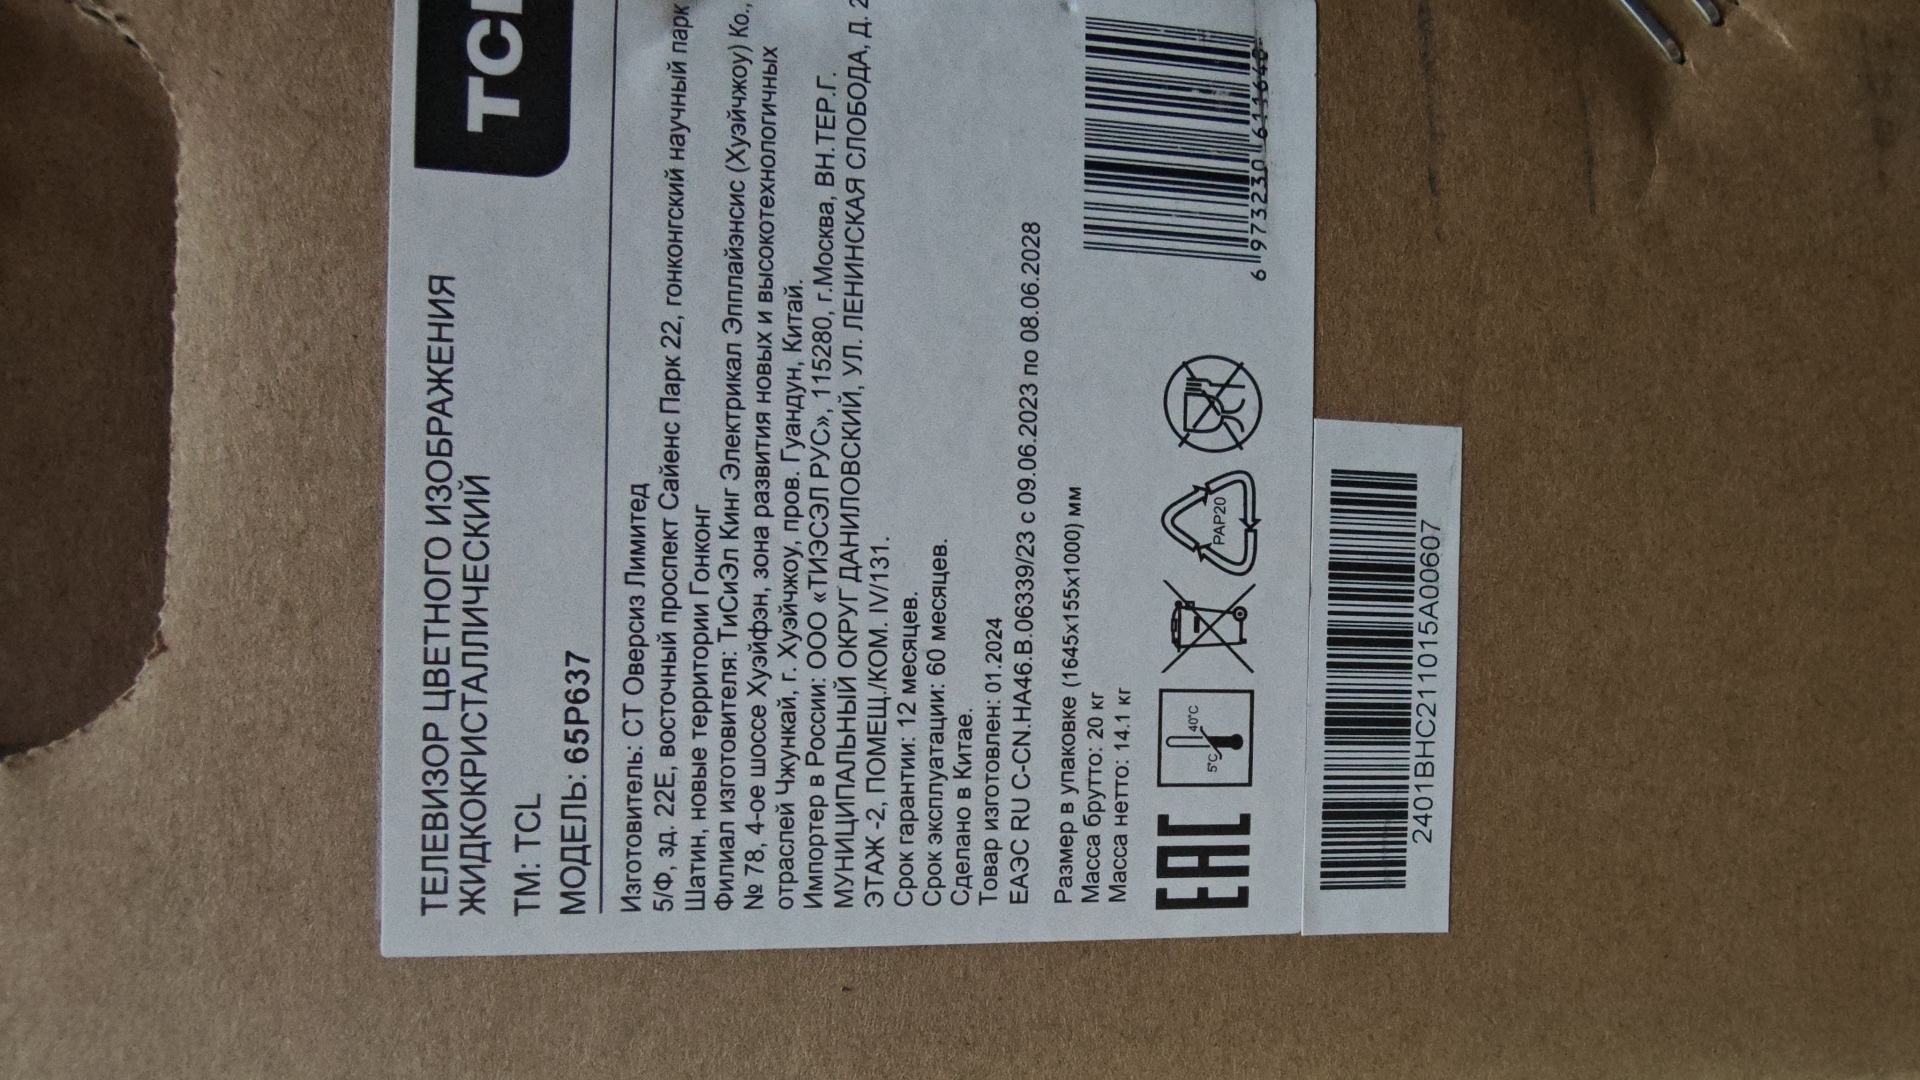 TCL
ТЕЛЕВИЗОР ЦВЕТНОГО ИЗОБРАЖЕНИЯ
ЖИДКОКРИСТАЛЛИЧЕСКИЙ
ТМ: TCL
МОДЕЛЬ: 65P637
Изготовитель: СТ Оверсиз Лимитед
5/Ф, зд. 22E, восточный проспект Сайенс Парк 22, гонконгский научный парк
Шатин, новые территории Гонконг
Филиал изготовителя: ТиСиЭл Кинг Электрикал Эпплайэнсис (Хуэйчжоу) Ко.,
№ 78, 4-ое шоссе Хуэйфэн, зона развития новых и высокотехнологичных
отраслей Чжункай, г. Хуэйчжоу, пров. Гуандун, Китай.
Импортер в России: ООО «ТИЭСЭЛ РУС», 115280, г.Москва, ВН.ТЕР.Г.
МУНИЦИПАЛЬНЫЙ ОКРУГ ДАНИЛОВСКИЙ, УЛ. ЛЕНИНСКАЯ СЛОБОДА, Д. 2
ЭТАЖ -2, ПОМЕЩ./КОМ. IV/131.
Срок гарантии: 12 месяцев.
Срок эксплуатации: 60 месяцев.
Сделано в Китае.
Товар изготовлен: 01.2024
ЕАЭС RU С-CN.НА46.В.06339/23 с 09.06.2023 по 08.06.2028
Размер в упаковке (1645x155x1000) мм
Масса брутто: 20 кг
Масса нетто: 14.1 кг
EAC
5°C 40°C
PAP20
6 973230 611640
2401BHC211015A00607